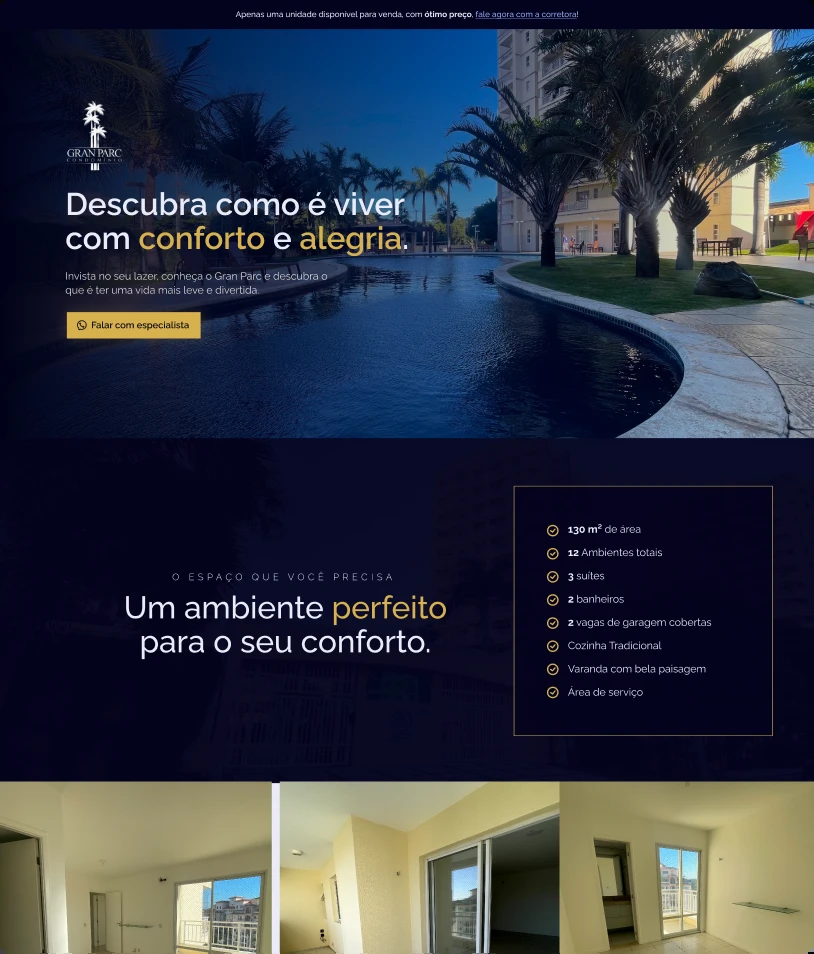 Apenas uma unidade disponível para venda, com ótimo preço, fale agora com a corretora!
GRAN PARC
CONDOMÍNIO
Descubra como é viver
com conforto e alegria.
Invista no seu lazer, conheça o Gran Parc e descubra o
que é ter uma vida mais leve e divertida.
Falar com especialista
O ESPAÇO QUE VOCÊ PRECISA
Um ambiente perfeito
para o seu conforto.
130 m² de área
12 Ambientes totais
3 suítes
2 banheiros
2 vagas de garagem cobertas
Cozinha Tradicional
Varanda com bela paisagem
Área de serviço